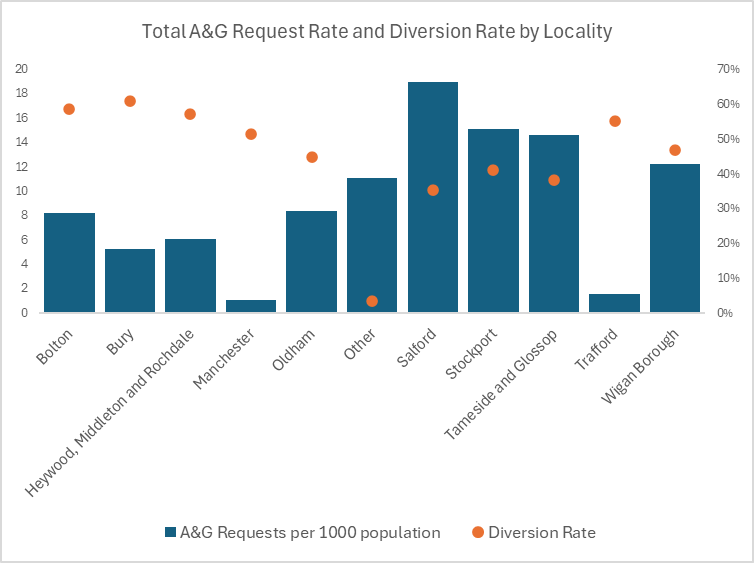 Total A&G Request Rate and Diversion Rate by Locality
20
18
16
14
12
10
8
6
4
2
0
70%
60%
50%
40%
30%
20%
10%
0%
Bolton
Bury
Heywood, Middleton and Rochdale
Manchester
Oldham
Other
Salford
Stockport
Tameside and Glossop
Trafford
Wigan Borough
A&G Requests per 1000 population
Diversion Rate